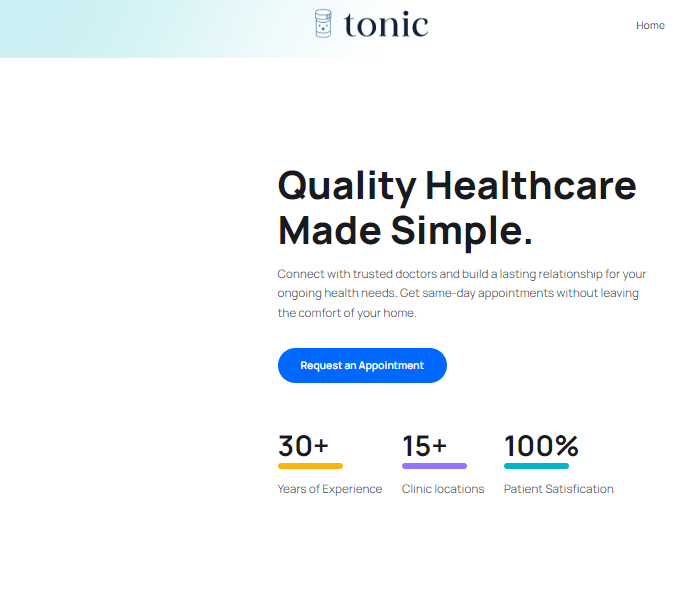 tonic
Home
Quality Healthcare
Made Simple.
Connect with trusted doctors and build a lasting relationship for your
ongoing health needs. Get same-day appointments without leaving
the comfort of your home.
Request an Appointment
30+
15+
100%
Years of Experience
Clinic locations
Patient Satisfication